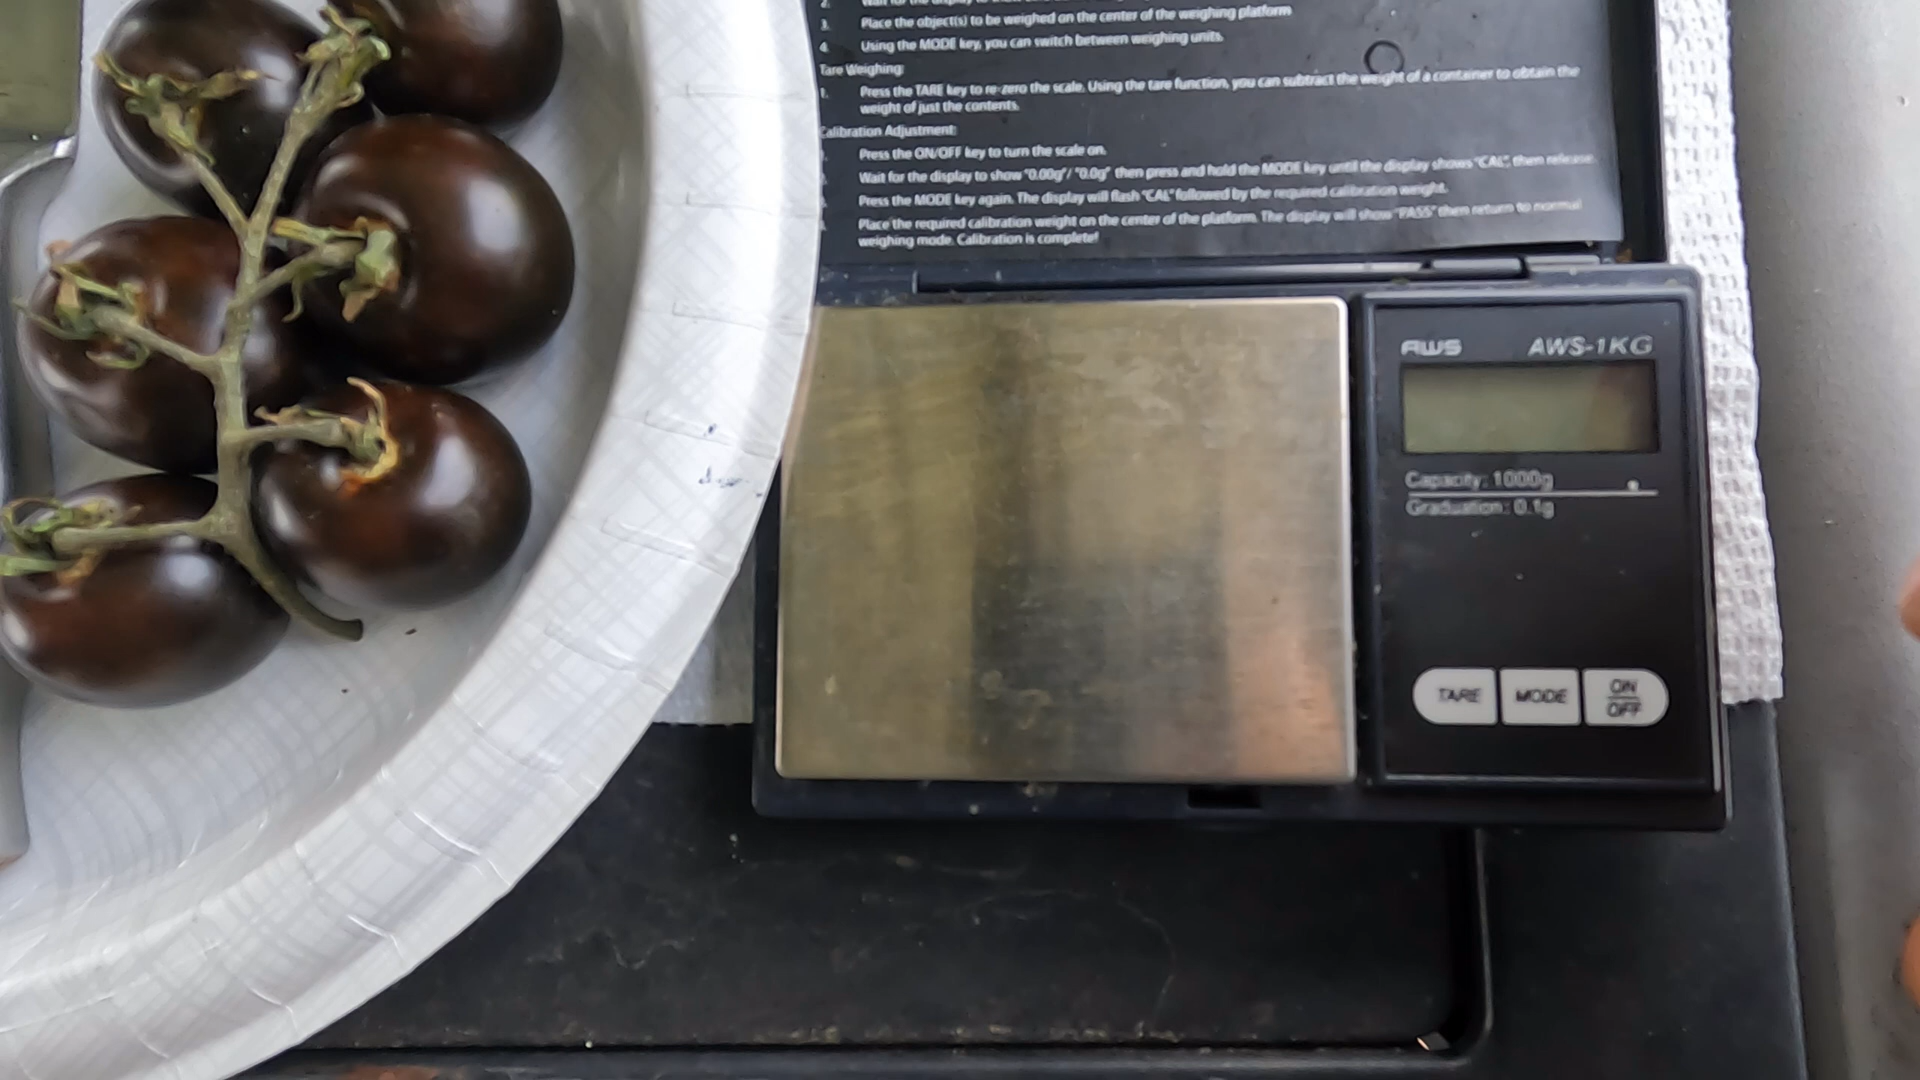 3. Place the object(s) to be weighed on the center of the weighing platform
4. Using the MODE key, you can switch between weighing units.
Tare Weighing:
1. Press the TARE key to re-zero the scale. Using the tare function, you can subtract the weight of a container to obtain the
weight of just the contents.
Calibration Adjustment:
Press the ON/OFF key to turn the scale on.
Wait for the display to show "0.00g"/ "0.0g" then press and hold the MODE key until the display shows "CAL", then release.
Press the MODE key again. The display will flash "CAL" followed by the required calibration weight.
Place the required calibration weight on the center of the platform. The display will show "PASS" then return to normal
weighing mode. Calibration is complete!
AWS AWS-1KG
Capacity: 1000g
Graduation: 0.1g
TARE MODE ON
OFF